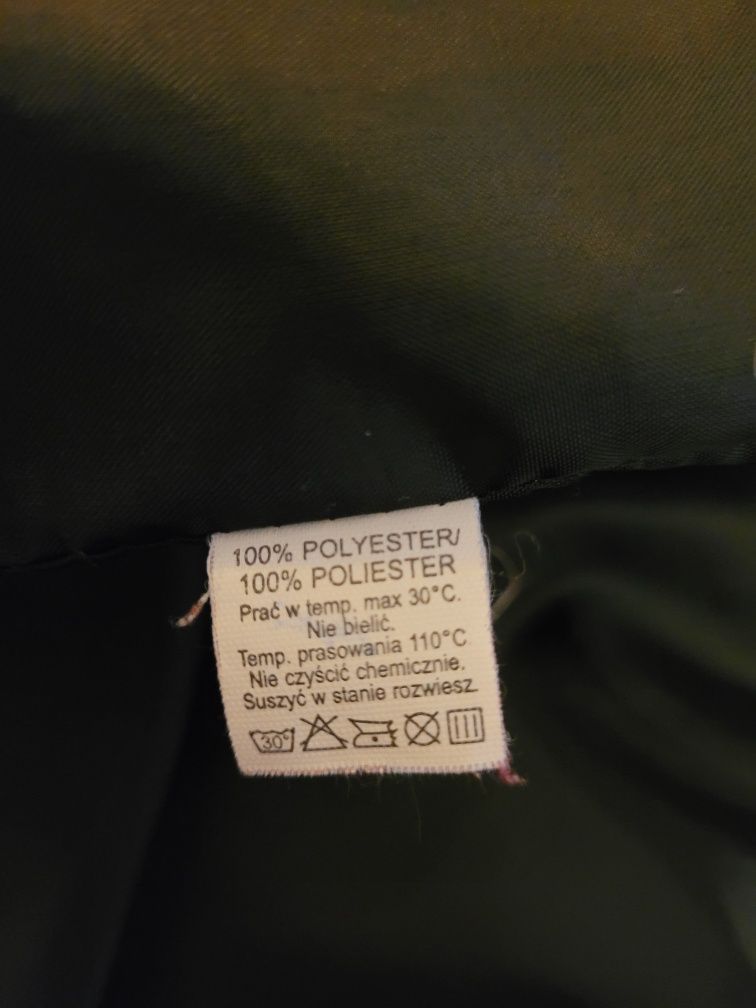 100% POLYESTER/
100% POLIESTER
Prać w temp. max 30°C.
Nie bielić.
Temp. prasowania 110°C
Nie czyścić chemicznie.
Suszyć w stanie rozwiesz.
30°